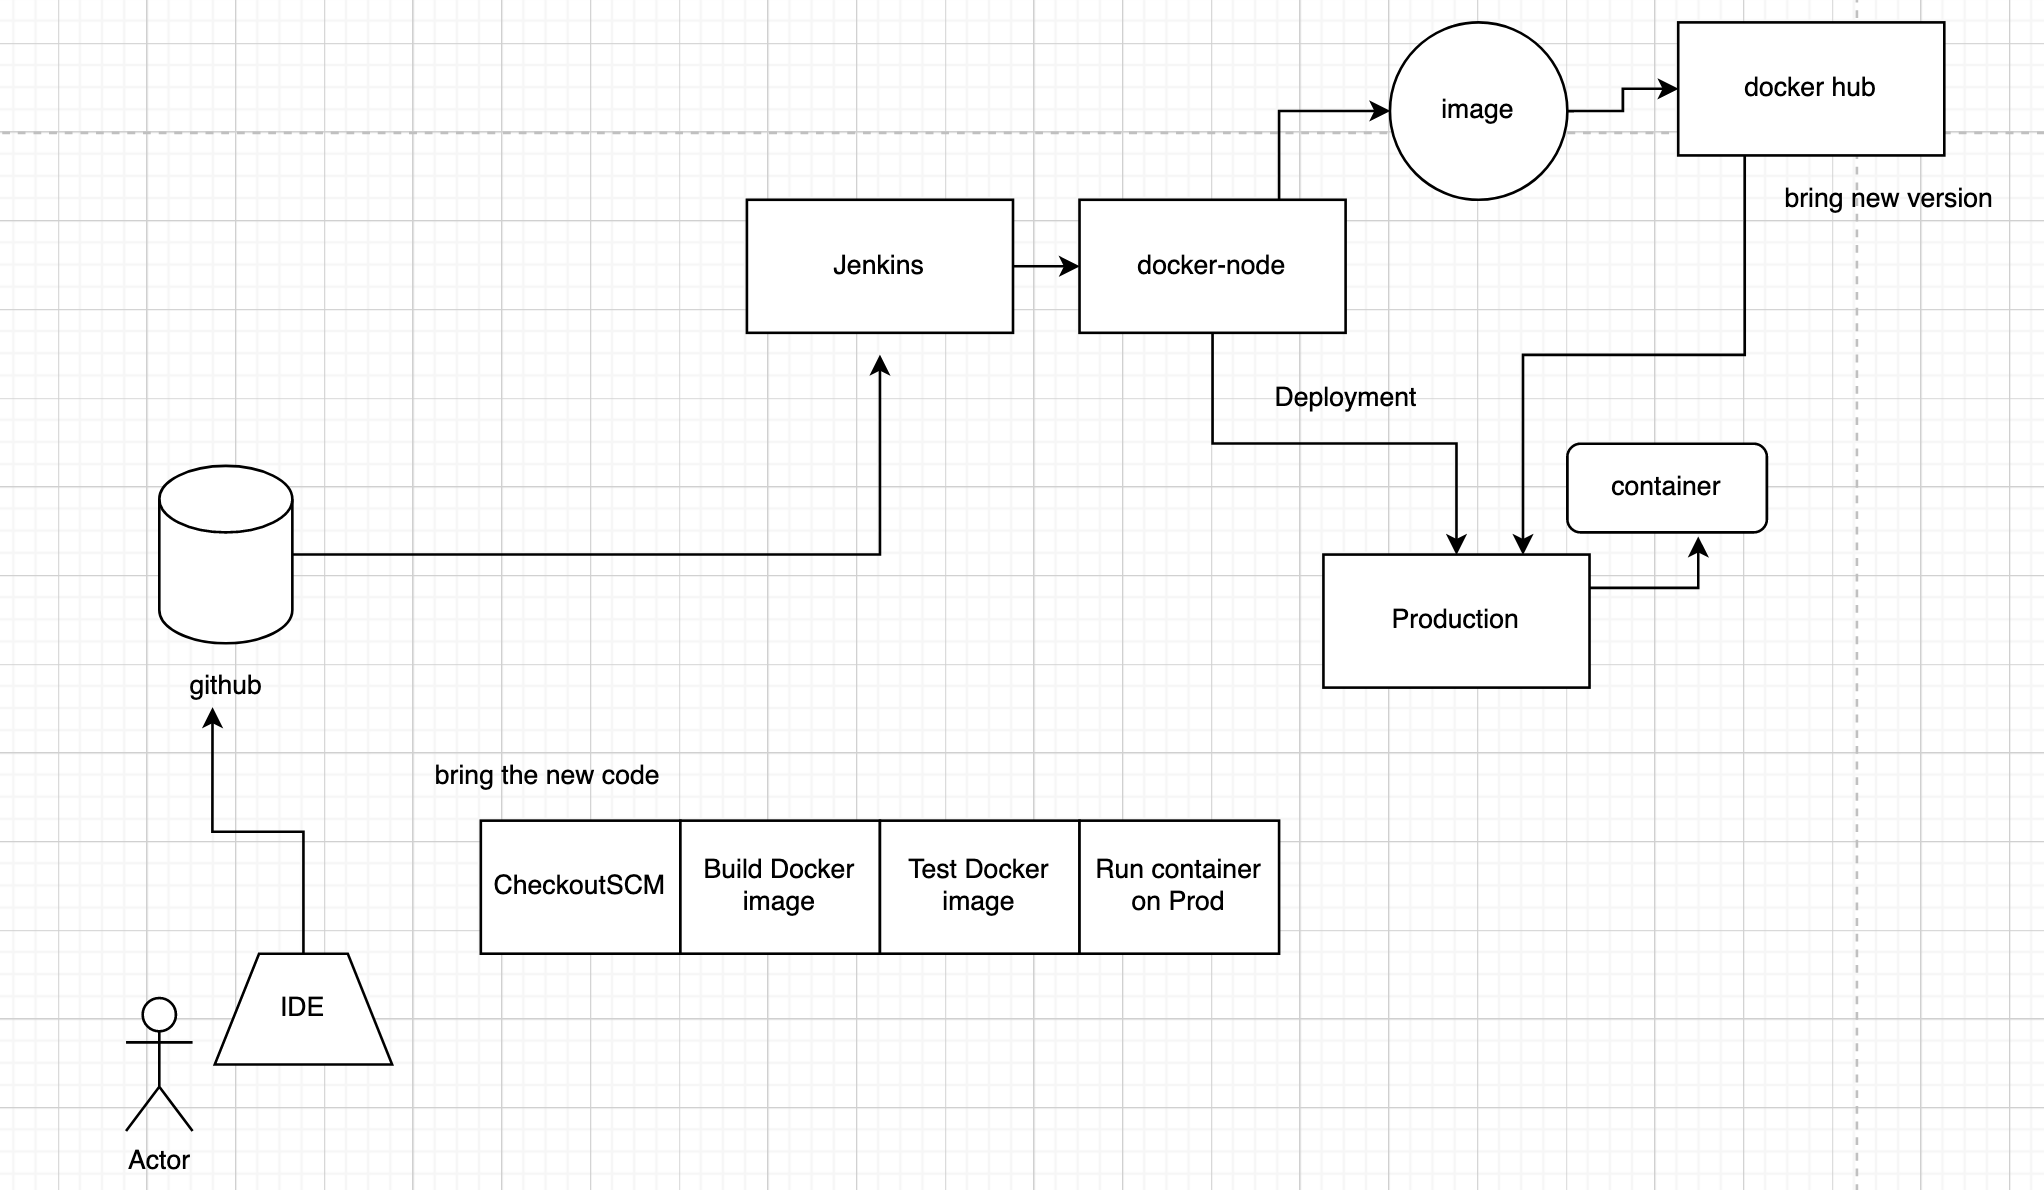 image
docker hub
bring new version
Jenkins
docker-node
Deployment
container
Production
github
bring the new code
CheckoutSCM
Build Docker
image
Test Docker
image
Run container
on Prod
IDE
Actor